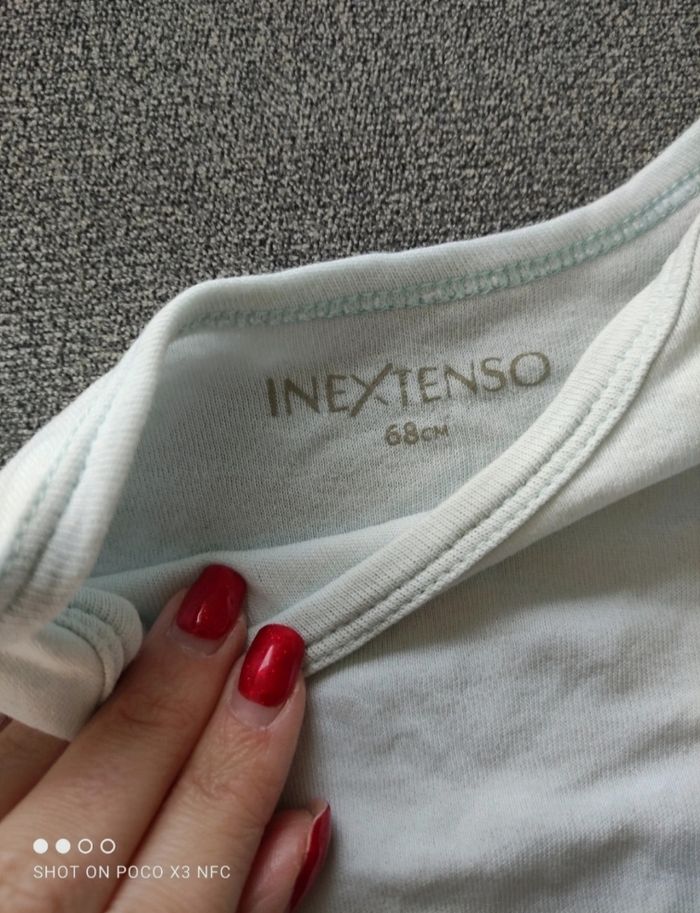 INEXTENSO
68CM
SHOT ON POCO X3 NFC